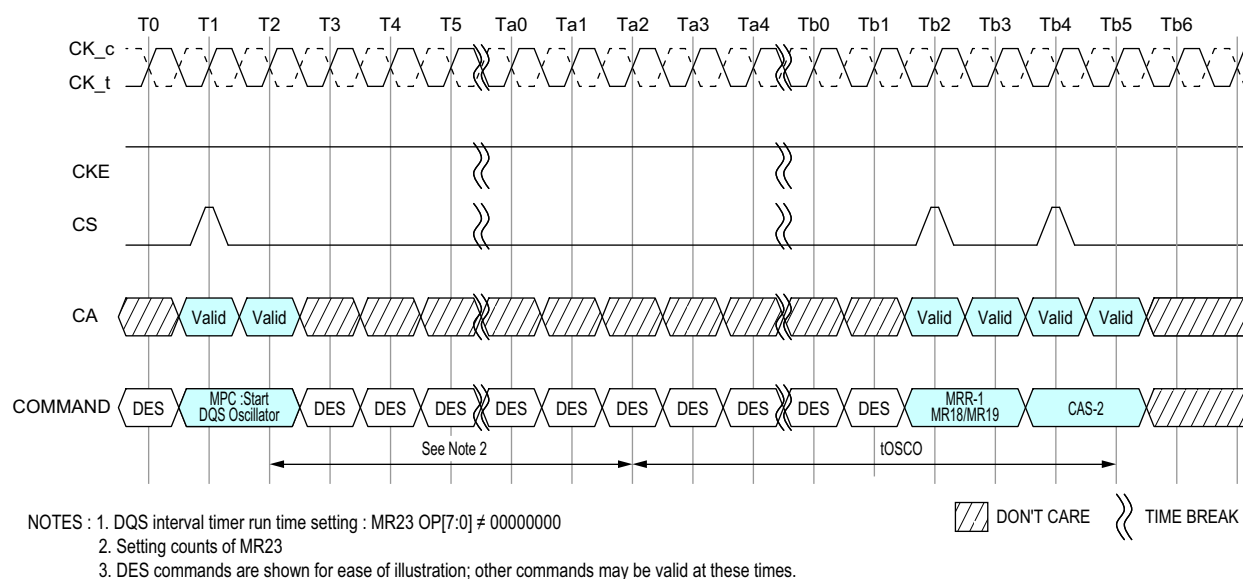 T0 T1 T2 T3 T4 T5 Ta0 Ta1 Ta2 Ta3 Ta4 Tb0 Tb1 Tb2 Tb3 Tb4 Tb5 Tb6
CK_c
CK_t
CKE
CS
CA Valid Valid Valid Valid Valid Valid
COMMAND DES MPC :Start DES DES DES DES DES DES DES DES DES DES MRR-1 CAS-2
DQS Oscillator MR18/MR19
See Note 2 tOSCO
NOTES : 1. DQS interval timer run time setting : MR23 OP[7:0] ≠ 00000000
DON'T CARE TIME BREAK
2. Setting counts of MR23
3. DES commands are shown for ease of illustration; other commands may be valid at these times.